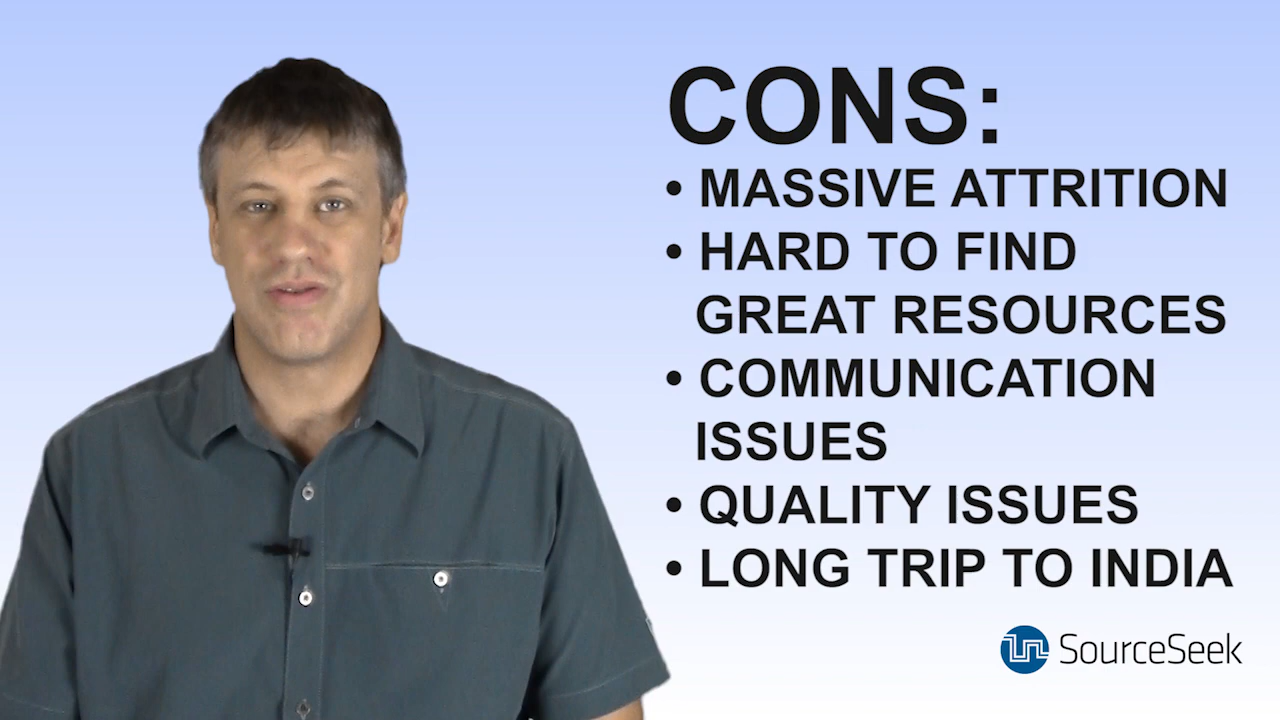 CONS:
• MASSIVE ATTRITION
• HARD TO FIND
GREAT RESOURCES
• COMMUNICATION
ISSUES
• QUALITY ISSUES
• LONG TRIP TO INDIA
SourceSeek